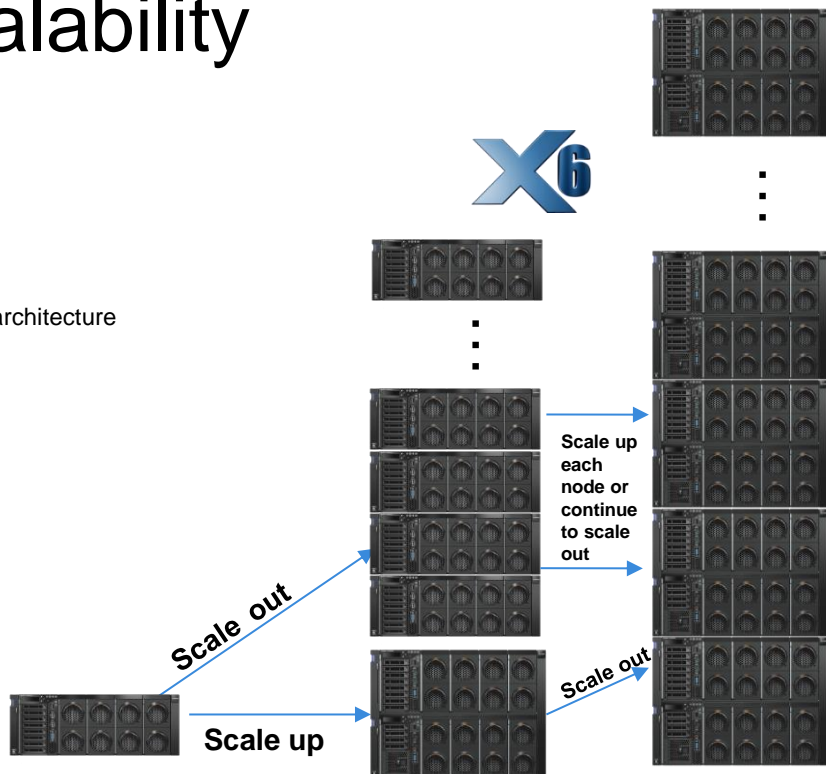 alability
X6
architecture
Scale up
each
node or
continue
to scale
out
Scale out
Scale out
Scale up